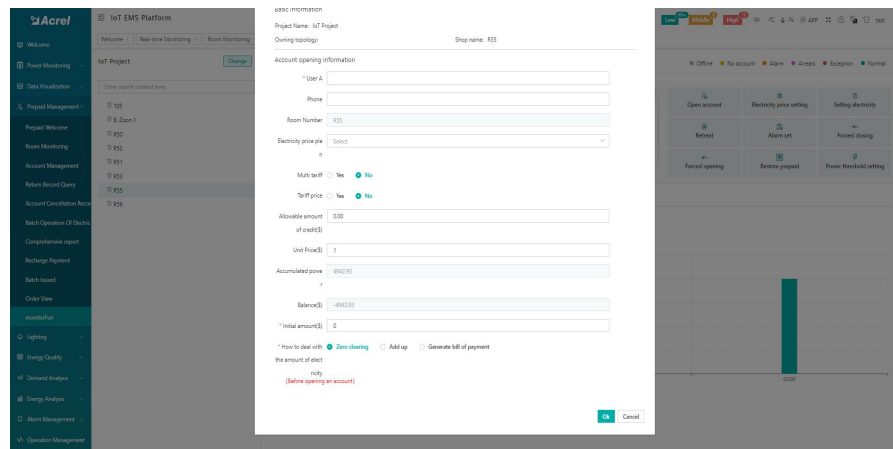 Acrel
IoT EMS Platform
Welcome
Real-time Monitoring
Room Monitoring
Low
Middle
High
APP
test
Welcome
Power Monitoring
Data Visualization
Prepaid Management
Prepaid Welcome
Room Monitoring
Account Management
Return Record Query
Account Cancellation Recor
Batch Operation Of Electric
Comprehensive report
Recharge Payment
Batch Issued
Order View
monitorFun
Lighting
Energy Quality
Demand Analysis
Energy Analysis
Alarm Management
Operation Management
IoT Project
Change
Enter search content here
105
B. Zoon 1
R50
R52
R51
R53
R55
R56
Basic information
Project Name: IoT Project
Owning topology:
Shop name: R55
Account opening information
* User A
Phone
Room Number
R55
Electricity price pla
n
Select
Multi tariff
Yes
No
Tariff price
Yes
No
Allowable amount
of credit($)
0.00
Unit Price($)
1
Accumulated powe
r
4942.93
Balance($)
-4942.93
* Initial amount($)
0
* How to deal with
the amount of elect
ricity
(Before opening an account)
Zero clearing
Add up
Generate bill of payment
Ok
Cancel
Offline
No account
Alarm
Arrears
Exception
Normal
Open account
Electricity price setting
Selling electricity
Retreat
Alarm set
Forced closing
Forced opening
Restore prepaid
Power threshold setting
00:00